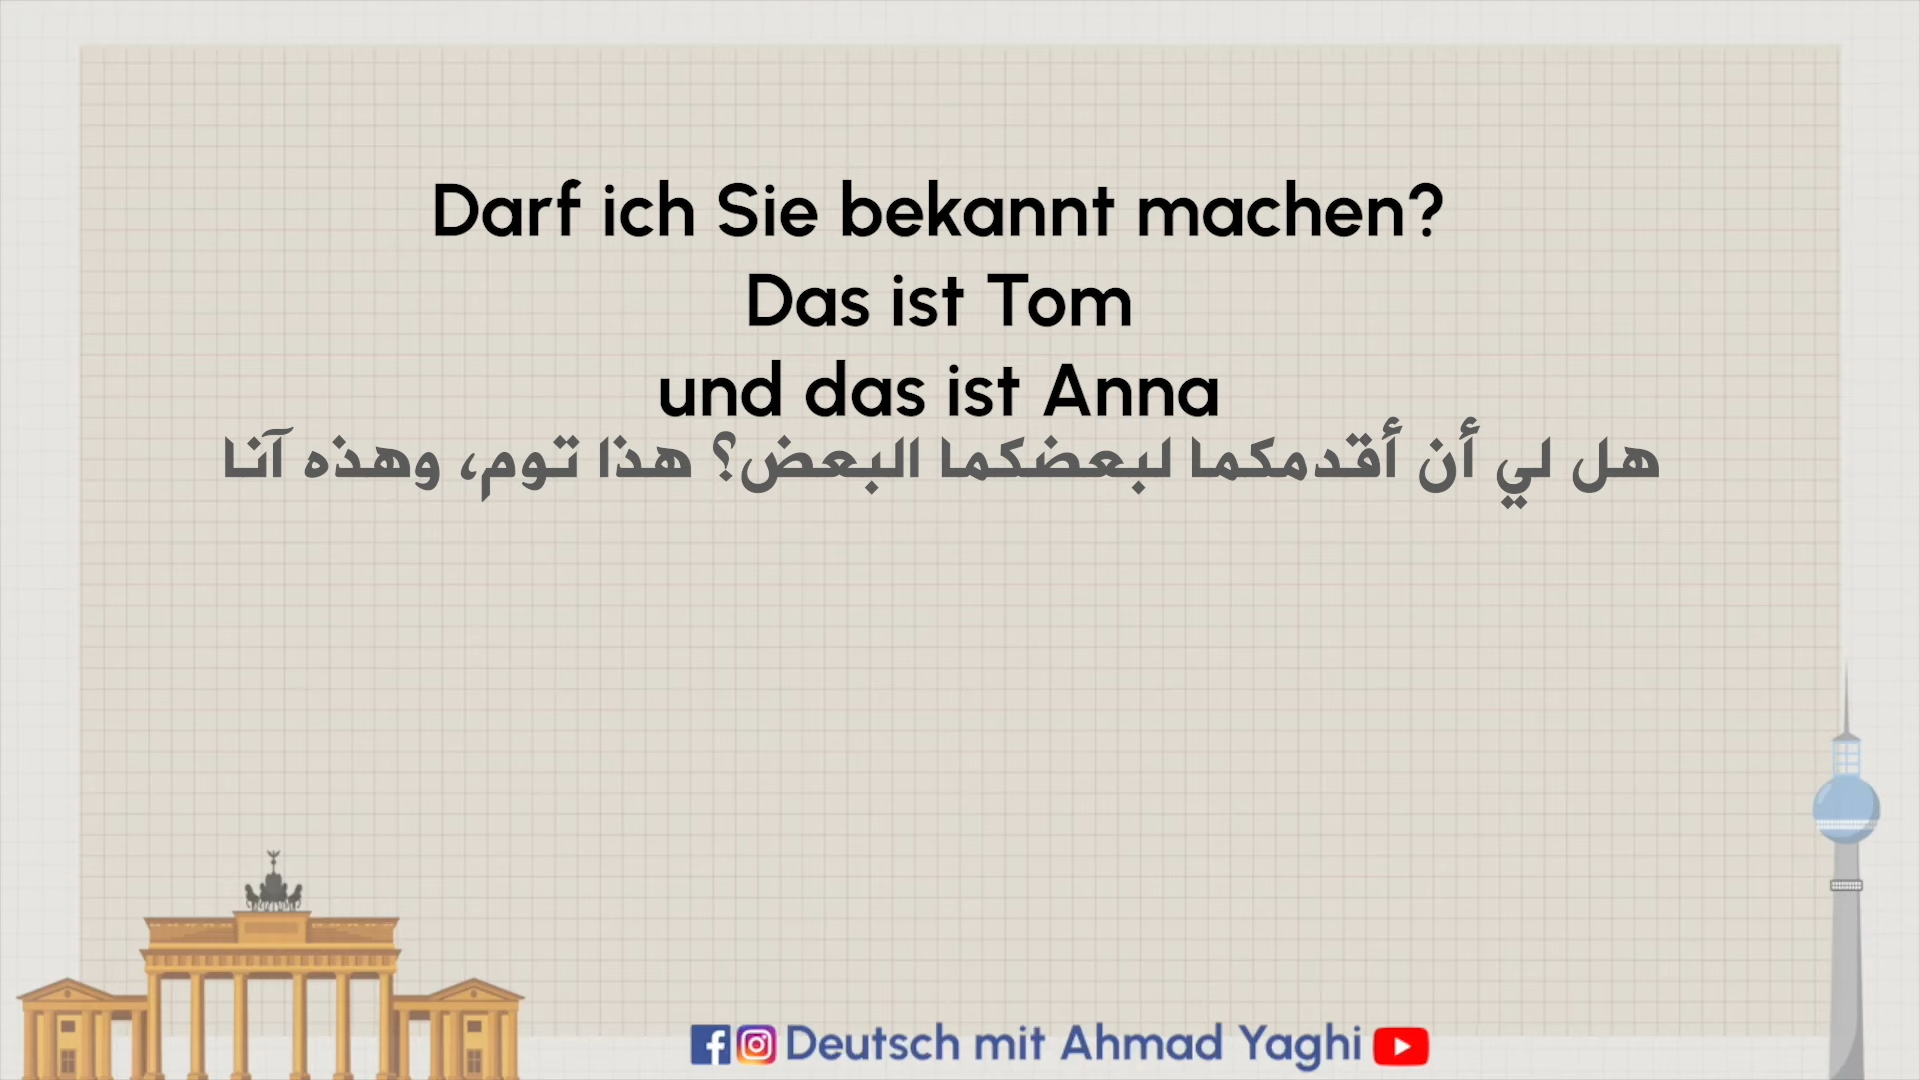 Darf ich Sie bekannt machen?
Das ist Tom
und das ist Anna
هل لي أن أقدمكما لبعضكما البعض؟ هذا توم، وهذه آنا
Deutsch mit Ahmad Yaghi